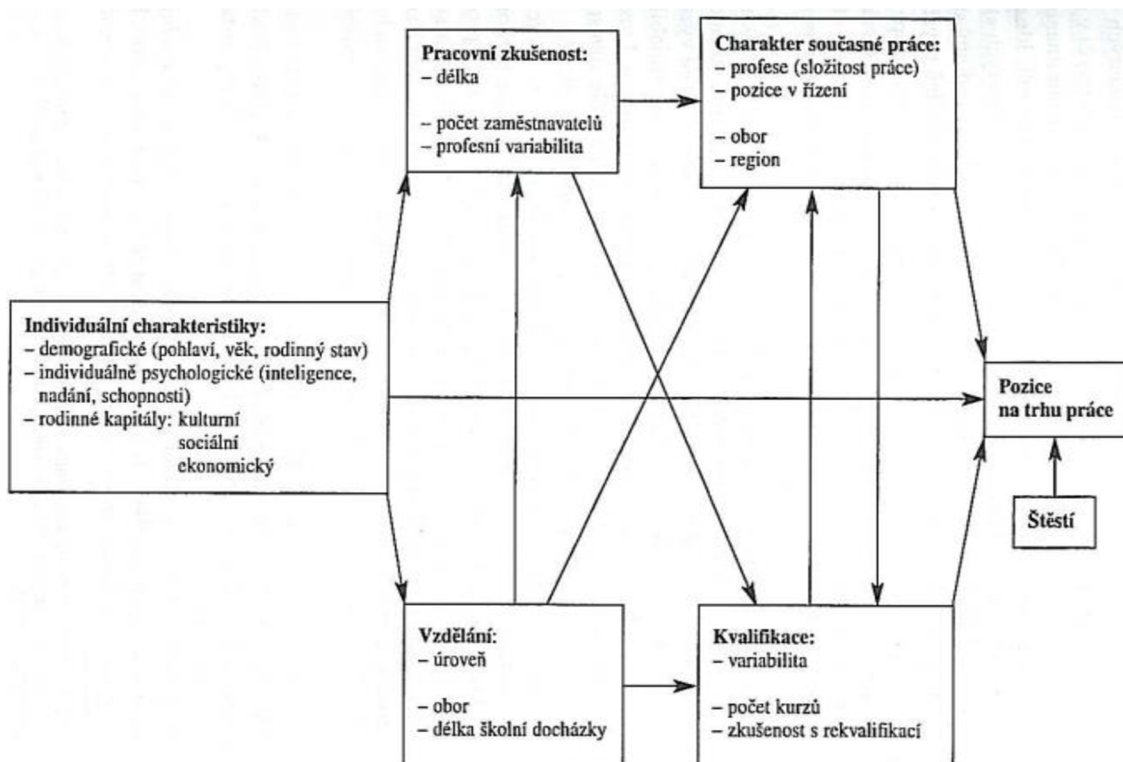 Pracovní zkušenost:
– délka
– počet zaměstnavatelů
– profesní variabilita
Charakter současné práce:
– profese (složitost práce)
– pozice v řízení
– obor
– region
Individuální charakteristiky:
– demografické (pohlaví, věk, rodinný stav)
– individuálně psychologické (inteligence,
nadání, schopnosti)
– rodinné kapitály: kulturní
sociální
ekonomický
Pozice
na trhu práce
Štěstí
Vzdělání:
– úroveň
– obor
– délka školní docházky
Kvalifikace:
– variabilita
– počet kurzů
– zkušenost s rekvalifikací